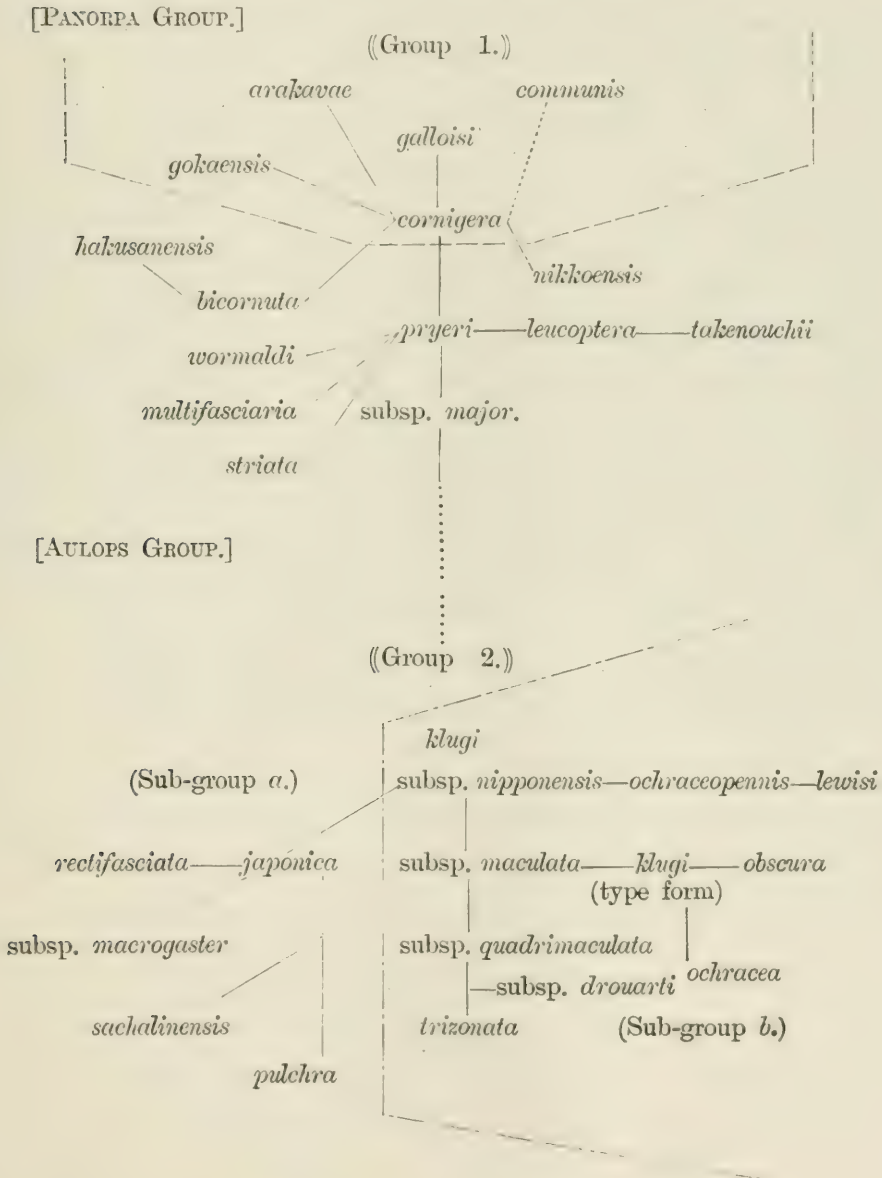 [PANORPA GROUP.]
((Group 1.))
arakavae communis
galloisi
gokaensis
cornigera
hakusanensis
nikkoensis
bicornuta
pryeri—leucoptera—takenouchii
wormaldi
multifasciaria subsp. major.
striata
[AULOPS GROUP.]
((Group 2.))
klugi
(Sub-group a.) subsp. nipponensis—ochraceopennis—lewisi
rectifasciata—japonica subsp. maculata—klugi—obscura
(type form)
subsp. macrogaster subsp. quadrimaculata
ochracea
—subsp. drouarti
sachalinensis trizonata (Sub-group b.)
pulchra